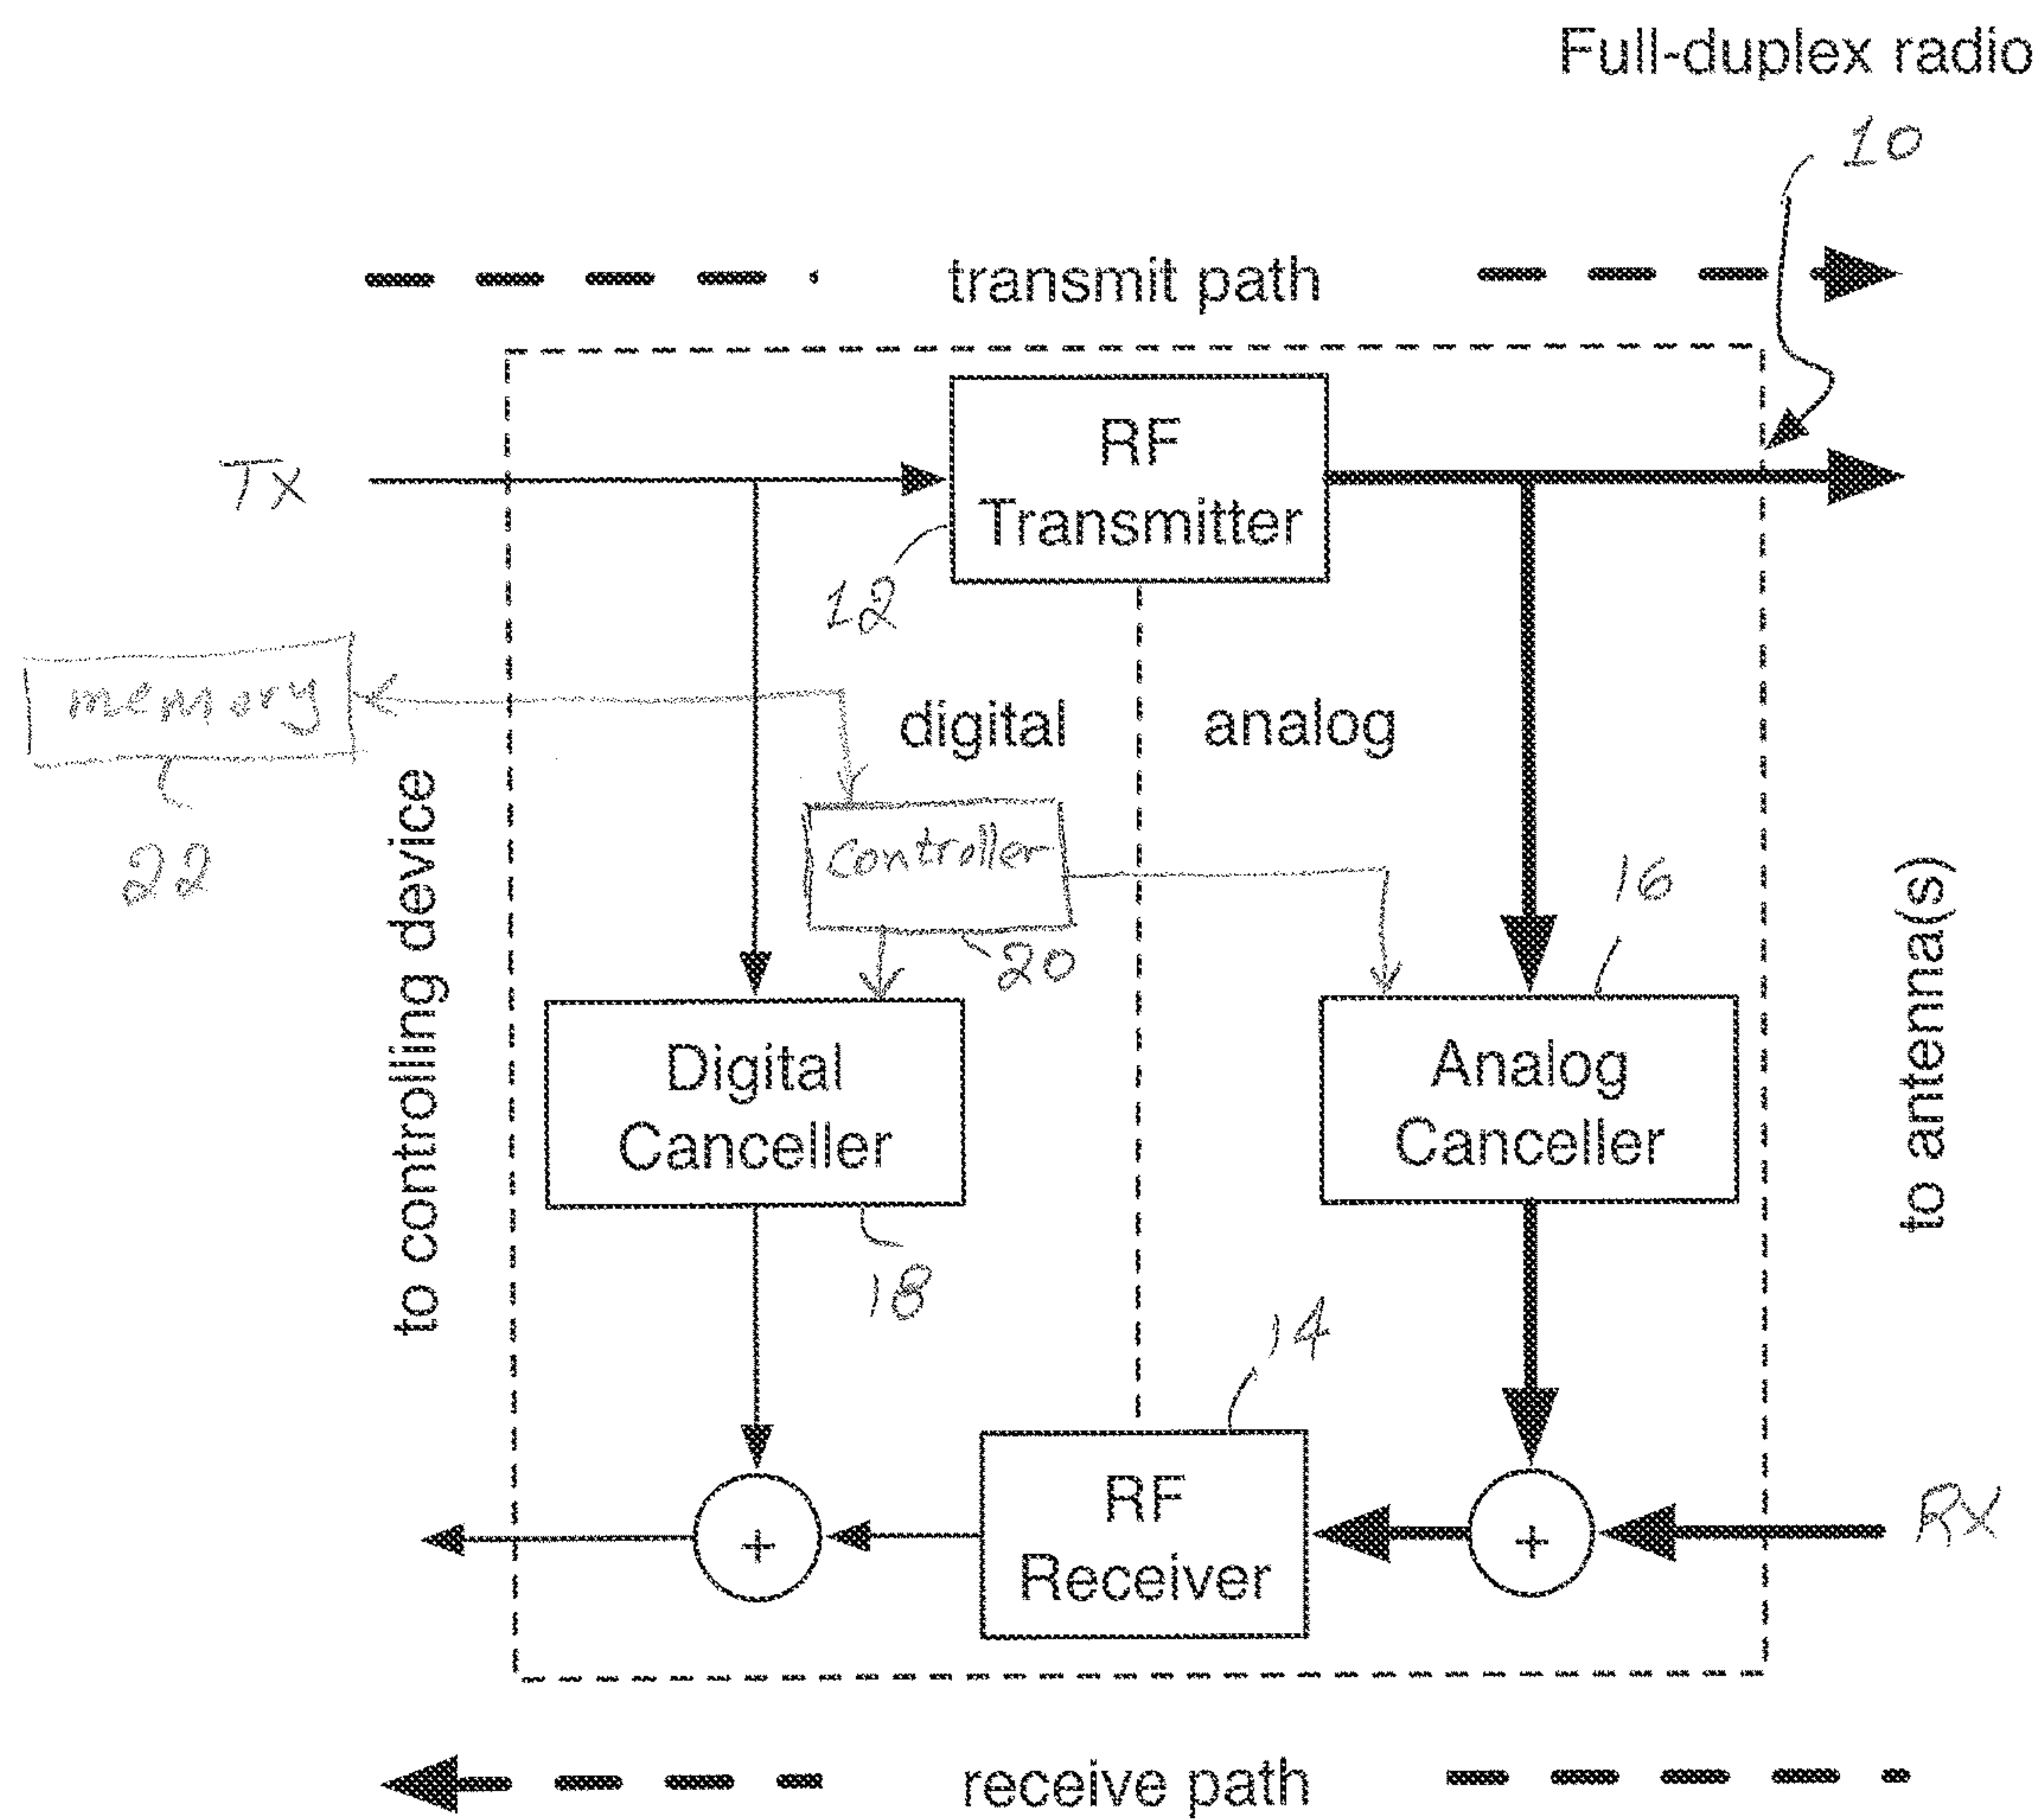 Full-duplex radio
10
transmit path
Tx
RF
Transmitter
12
memory
22
digital
analog
controller
20
16
to controlling device
to antenna(s)
Digital
Canceller
18
Analog
Canceller
14
+
RF
Receiver
+
RX
receive path